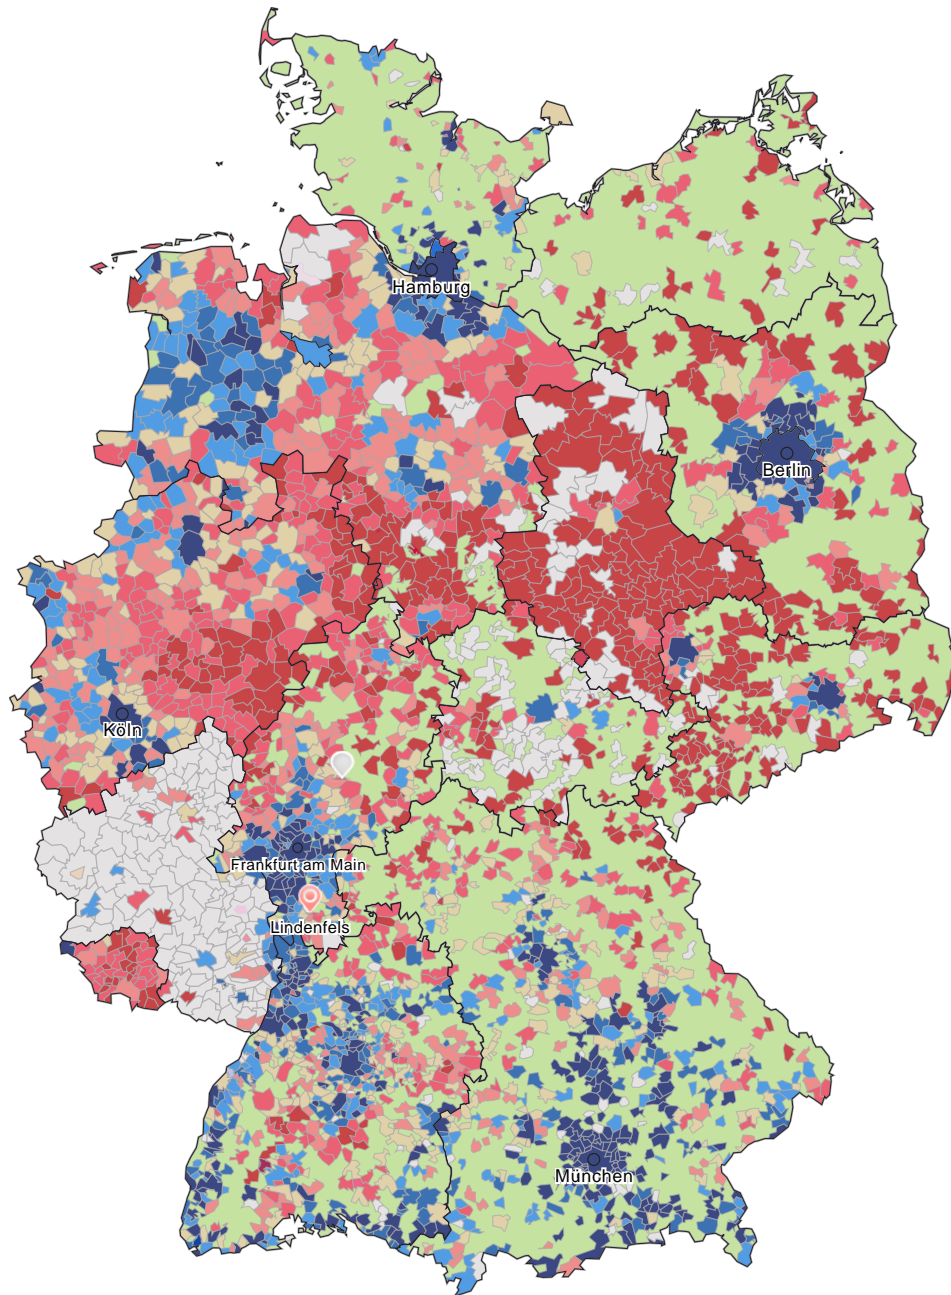 Hamburg
Berlin
Köln
Frankfurt am Main
Lindenfels
München